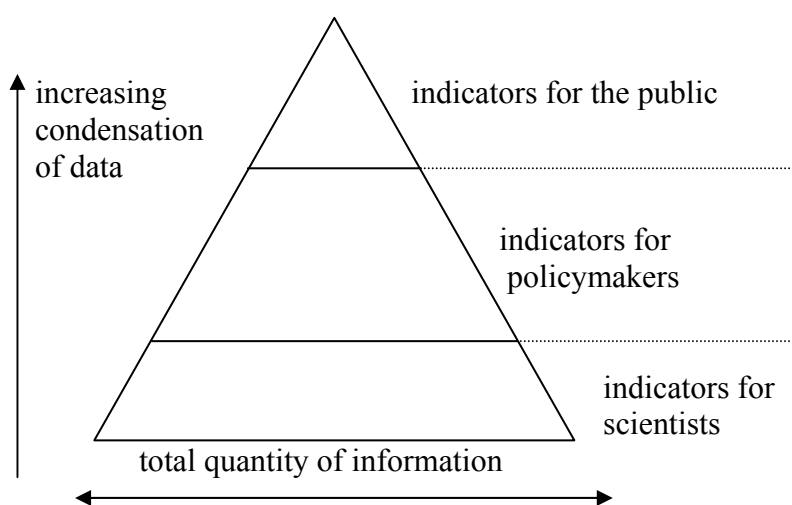 increasing
condensation
of data
indicators for the public
indicators for
policymakers
indicators for
scientists
total quantity of information